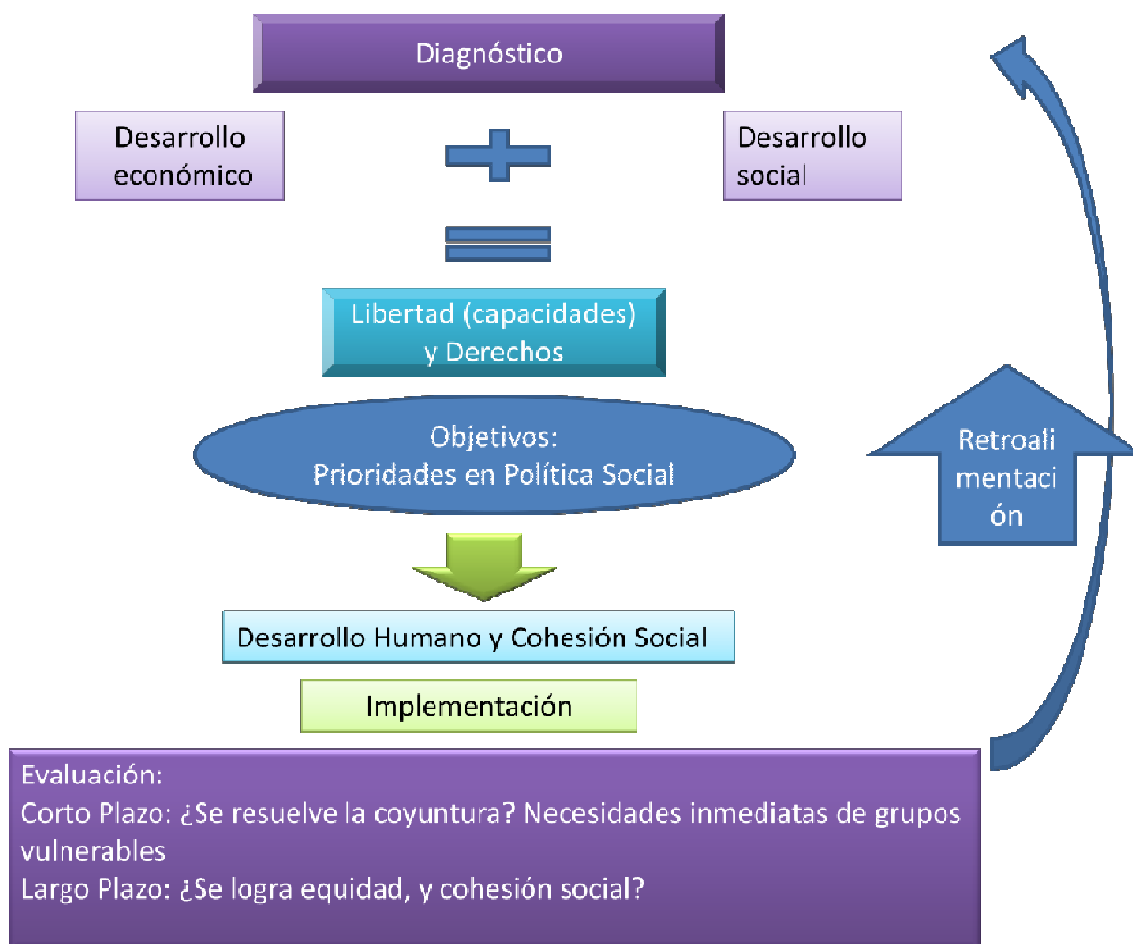 Diagnóstico
Desarrollo
económico
Desarrollo
social
Libertad (capacidades)
y Derechos
Objetivos:
Prioridades en Política Social
Retroali
mentaci
ón
Desarrollo Humano y Cohesión Social
Implementación
Evaluación:
Corto Plazo: ¿Se resuelve la coyuntura? Necesidades inmediatas de grupos
vulnerables
Largo Plazo: ¿Se logra equidad, y cohesión social?